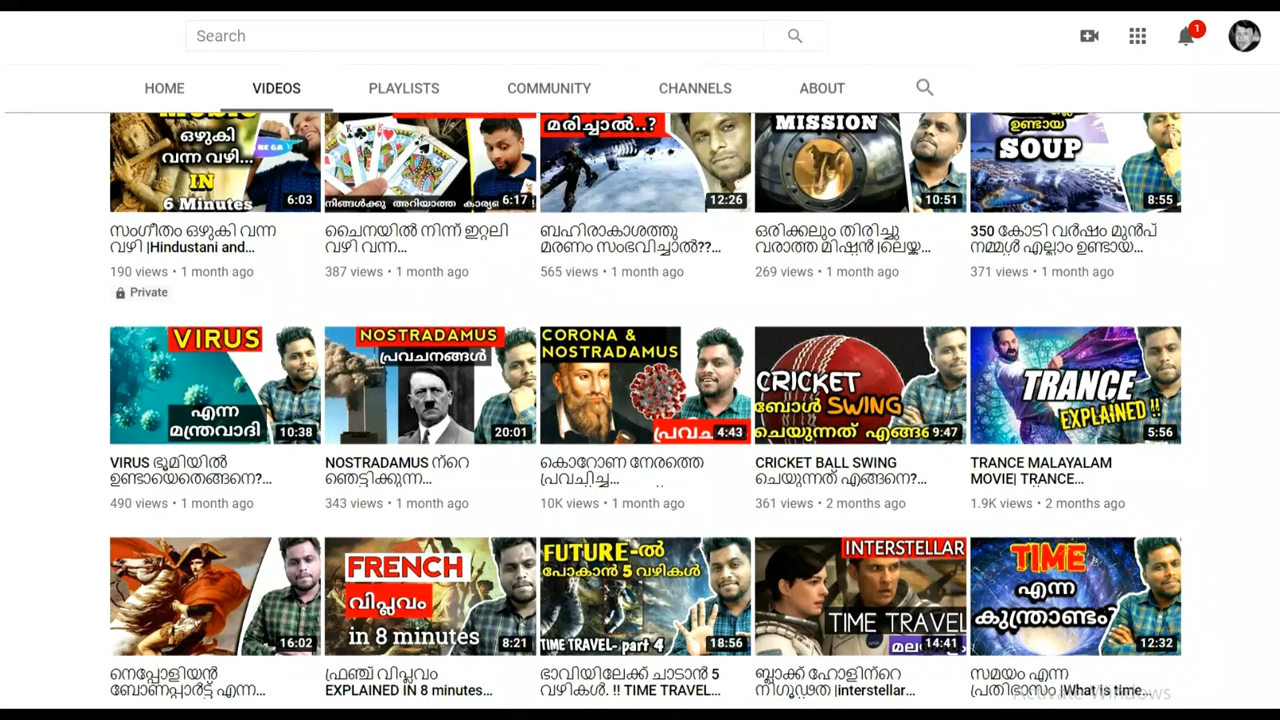 Search
1
HOME VIDEOS PLAYLISTS COMMUNITY CHANNELS ABOUT
ഒഴുകി
വന്ന വഴി...
IN
6 Minutes
RE GA
6:03
നിങ്ങൾക്കു അറിയാത്ത
6:17
മരിച്ചാൽ..?
12:26
MISSION
10:51
ഉണ്ടായ
SOUP
8:55
സംഗീതം ഒഴുകി വന്ന
വഴി |Hindustani and...
190 views • 1 month ago
Private
ചൈനയിൽ നിന്ന് ഇറ്റലി
വഴി വന്ന...
387 views • 1 month ago
ബഹിരാകാശത്തു
മരണം സംഭവിച്ചാൽ??...
565 views • 1 month ago
ഒരിക്കലും തിരിച്ചു
വരാത്ത മിഷൻ |ലെയ്ക...
269 views • 1 month ago
350 കോടി വർഷം മുൻപ്
നമ്മൾ എല്ലാം ഉണ്ടായ...
371 views • 1 month ago
VIRUS
എന്ന
മന്ത്രവാദി
10:38
NOSTRADAMUS
പ്രവചനങ്ങൾ
20:01
CORONA &
NOSTRADAMUS
4:43
CRICKET
ബോൾ SWING
ചെയുന്നത്
9:47
TRANCE
EXPLAINED !!
5:56
VIRUS ഭൂമിയിൽ
ഉണ്ടായതെങ്ങനെ?...
490 views • 1 month ago
NOSTRADAMUS ന്റെ
ഞെട്ടിക്കുന്ന...
343 views • 1 month ago
കൊറോണ നേരത്തെ
പ്രവചിച്ച...
10K views • 1 month ago
CRICKET BALL SWING
ചെയുന്നത് എങ്ങനെ?...
361 views • 2 months ago
TRANCE MALAYALAM
MOVIE| TRANCE...
1.9K views • 2 months ago
16:02
FRENCH
വിപ്ലവം
in 8 minutes
8:21
FUTURE-ൽ
പോകാൻ 5 വഴികൾ
TIME TRAVEL- part 4
18:56
INTERSTELLAR
TIME TRAVEL
14:41
TIME
എന്ന
കുന്ത്രാണ്ടം?
12:32
നെപ്പോളിയൻ
ബോണപ്പാർട്ട് എന്ന...
ഫ്രഞ്ച് വിപ്ലവം
EXPLAINED IN 8 minutes...
ഭാവിയിലേക്ക് ചാടാൻ 5
വഴികൾ. !! TIME TRAVEL...
ബ്ലാക്ക് ഹോളിന്റെ
നിഗൂഢത |interstellar...
സമയം എന്ന
പ്രതിഭാസം |What is time...
Activate Windows